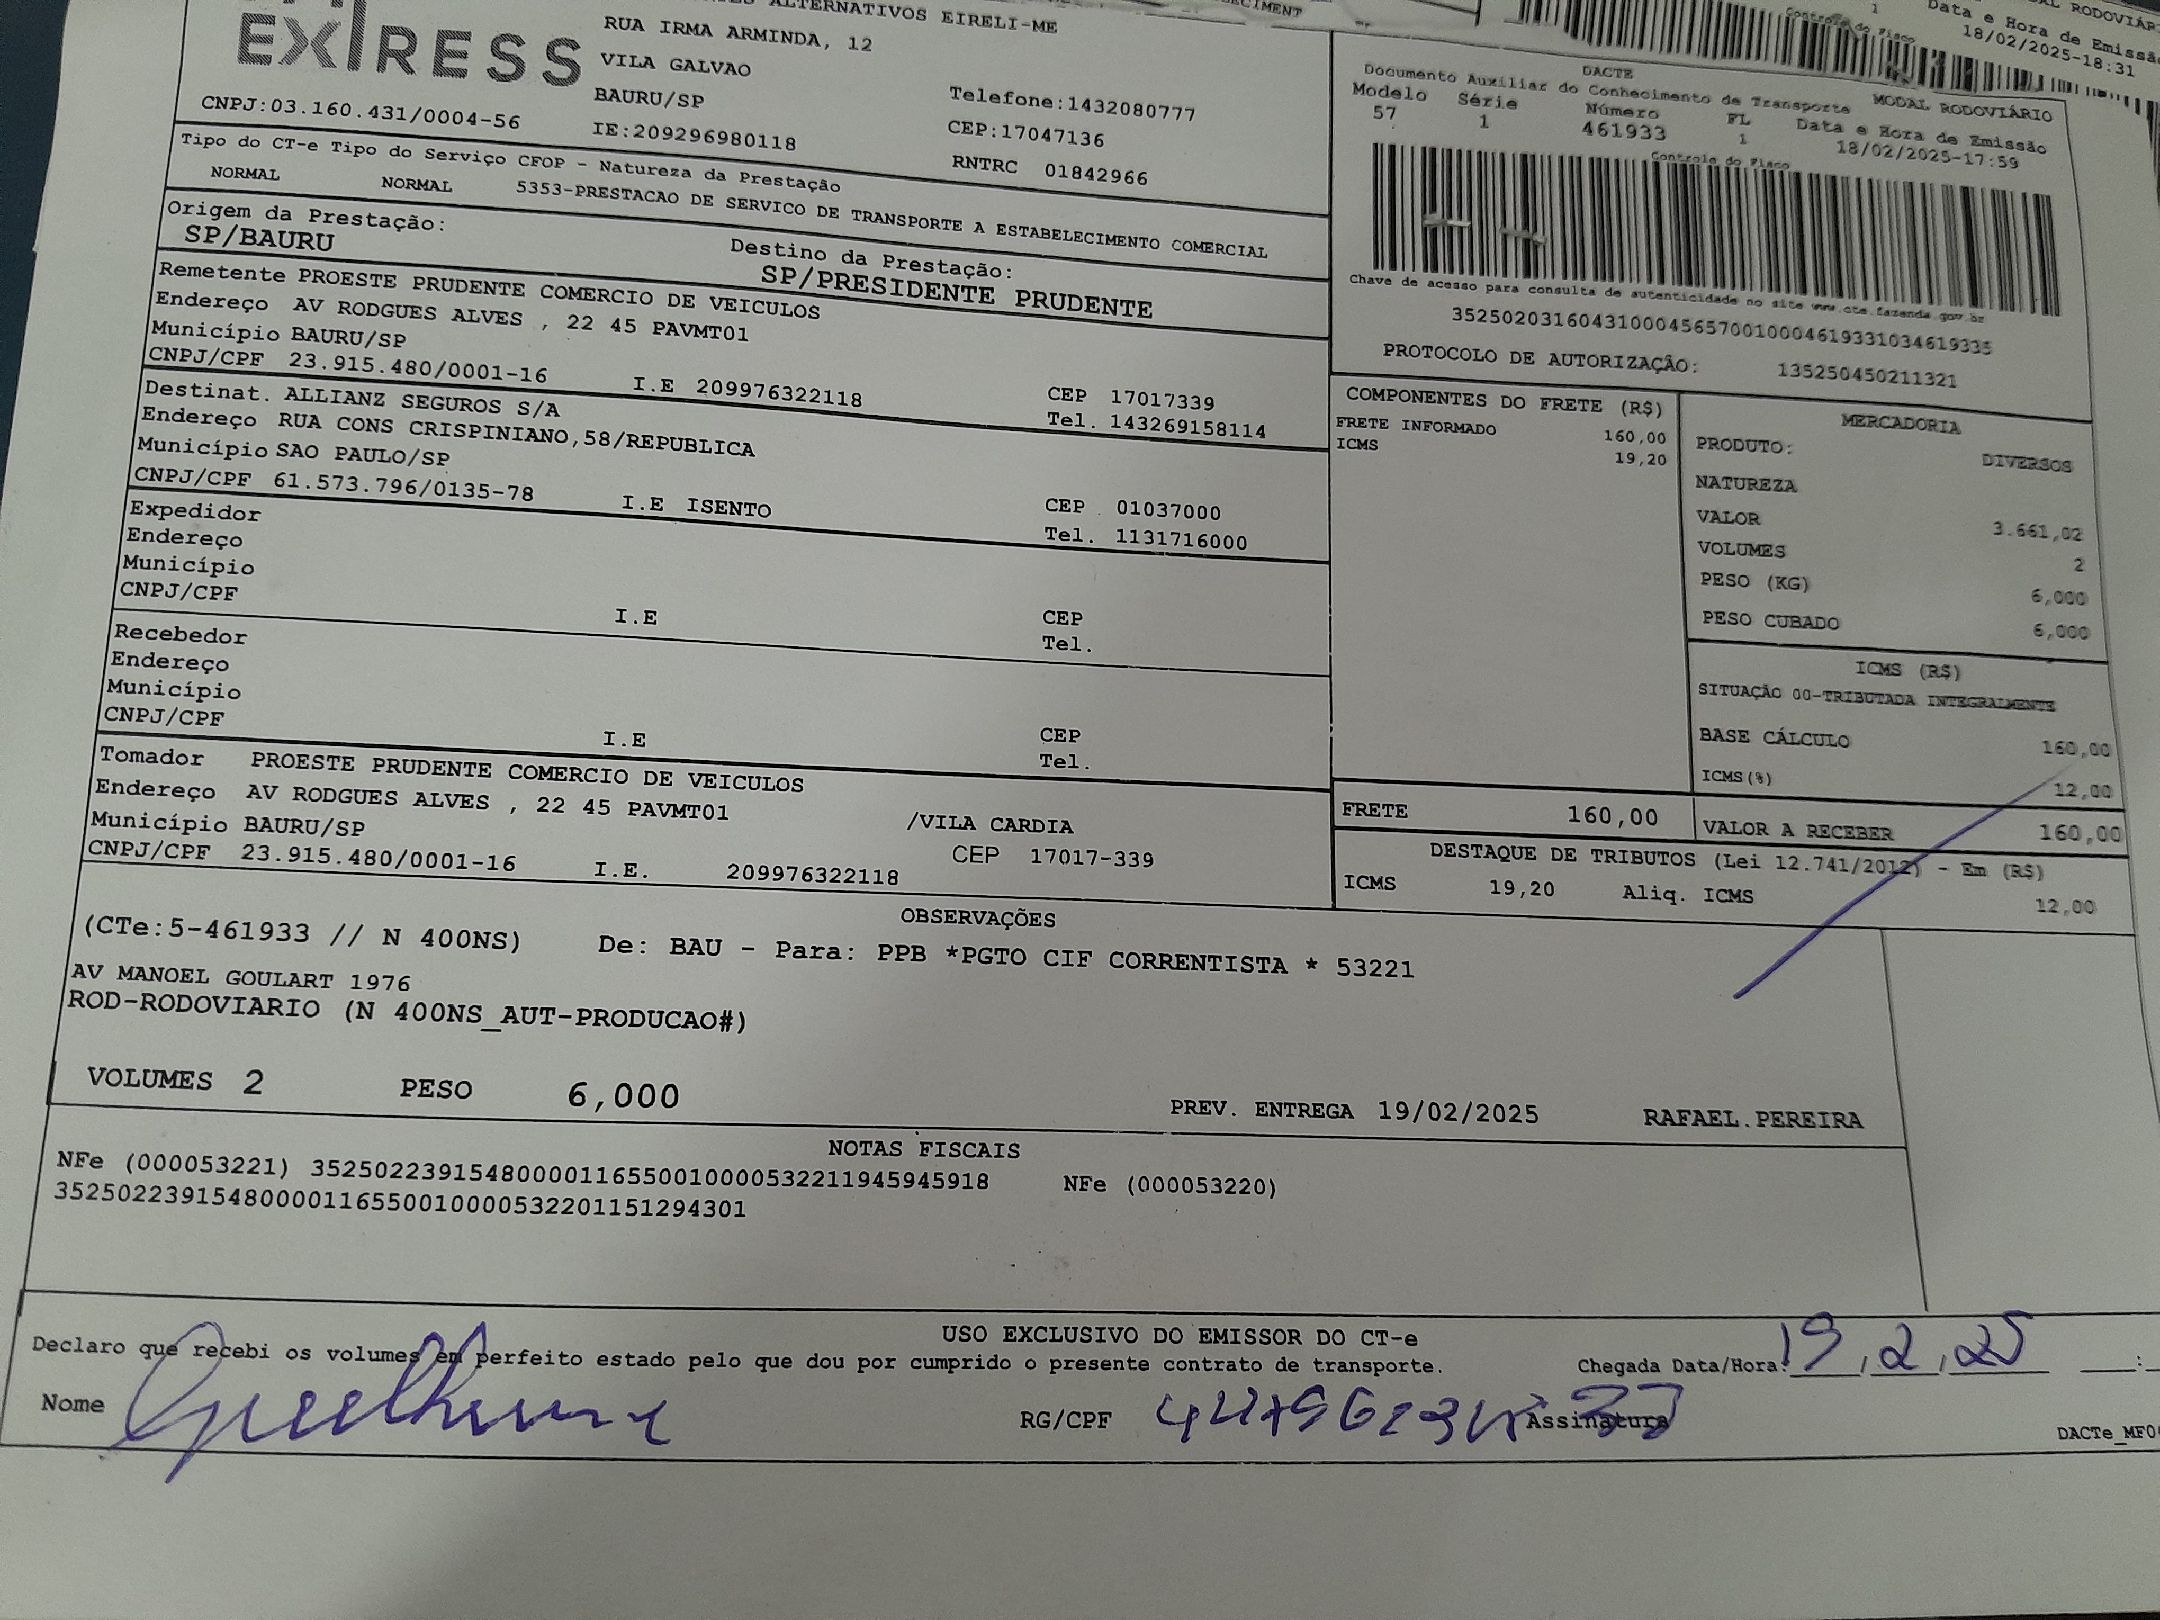 ALTERNATIVOS EIRELI-ME
EXPRESS
RUA IRMA ARMINDA, 12
VILA GALVAO
BAURU/SP
Telefone:1432080777
CNPJ:03.160.431/0004-56
IE:209296980118
CEP:17047136
RNTRC 01842966
Tipo do CT-e Tipo do Serviço CFOP - Natureza da Prestação
NORMAL NORMAL 5353-PRESTACAO DE SERVICO DE TRANSPORTE A ESTABELECIMENTO COMERCIAL
Origem da Prestação:
SP/BAURU
Destino da Prestação:
SP/PRESIDENTE PRUDENTE
Remetente PROESTE PRUDENTE COMERCIO DE VEICULOS
Endereço AV RODGUES ALVES , 22 45 PAVMT01
Município BAURU/SP
CEP 17017339
CNPJ/CPF 23.915.480/0001-16 I.E 209976322118
Tel. 143269158114
Destinat. ALLIANZ SEGUROS S/A
Endereço RUA CONS CRISPINIANO,58/REPUBLICA
Município SAO PAULO/SP
CEP 01037000
CNPJ/CPF 61.573.796/0135-78 I.E ISENTO
Tel. 1131716000
Expedidor
Endereço
Município
CEP
CNPJ/CPF I.E
Tel.
Recebedor
Endereço
Município
CEP
CNPJ/CPF I.E
Tel.
Tomador PROESTE PRUDENTE COMERCIO DE VEICULOS
Endereço AV RODGUES ALVES , 22 45 PAVMT01 /VILA CARDIA
Município BAURU/SP
CEP 17017-339
CNPJ/CPF 23.915.480/0001-16 I.E. 209976322118
Controle do Fisco
MODAL RODOVIÁRIO
1
Data e Hora de Emissão
18/02/2025-18:31
DACTE
Documento Auxiliar do Conhecimento de Transporte
MODAL RODOVIÁRIO
Modelo Série Número FL Data e Hora de Emissão
57 1 461933 1 18/02/2025-17:59
Controle do Fisco
Chave de acesso para consulta de autenticidade no site www.cte.fazenda.gov.br
35250203160431000456570010004619331034619335
PROTOCOLO DE AUTORIZAÇÃO: 135250450211321
COMPONENTES DO FRETE (R$)
FRETE INFORMADO 160,00
ICMS 19,20
MERCADORIA
PRODUTO: DIVERSOS
NATUREZA
VALOR 3.661,02
VOLUMES 2
PESO (KG) 6,000
PESO CUBADO 6,000
ICMS (R$)
SITUAÇÃO 00-TRIBUTADA INTEGRALMENTE
BASE CÁLCULO 160,00
ICMS(%) 12,00
FRETE 160,00
VALOR A RECEBER 160,00
DESTAQUE DE TRIBUTOS (Lei 12.741/2012) - Em (R$)
ICMS 19,20 Aliq. ICMS 12,00
OBSERVAÇÕES
(CTe:5-461933 // N 400NS) De: BAU - Para: PPB *PGTO CIF CORRENTISTA * 53221
AV MANOEL GOULART 1976
ROD-RODOVIARIO (N 400NS_AUT-PRODUCAO#)
VOLUMES 2 PESO 6,000 PREV. ENTREGA 19/02/2025 RAFAEL.PEREIRA
NOTAS FISCAIS
NFe (000053221) 35250223915480000116550010000532211945945918 NFe (000053220)
35250223915480000116550010000532201151294301
USO EXCLUSIVO DO EMISSOR DO CT-e
Declaro que recebi os volumes em perfeito estado pelo que dou por cumprido o presente contrato de transporte.
Chegada Data/Hora: 19,2,25 :
Nome Guilherme
RG/CPF
Assinatura